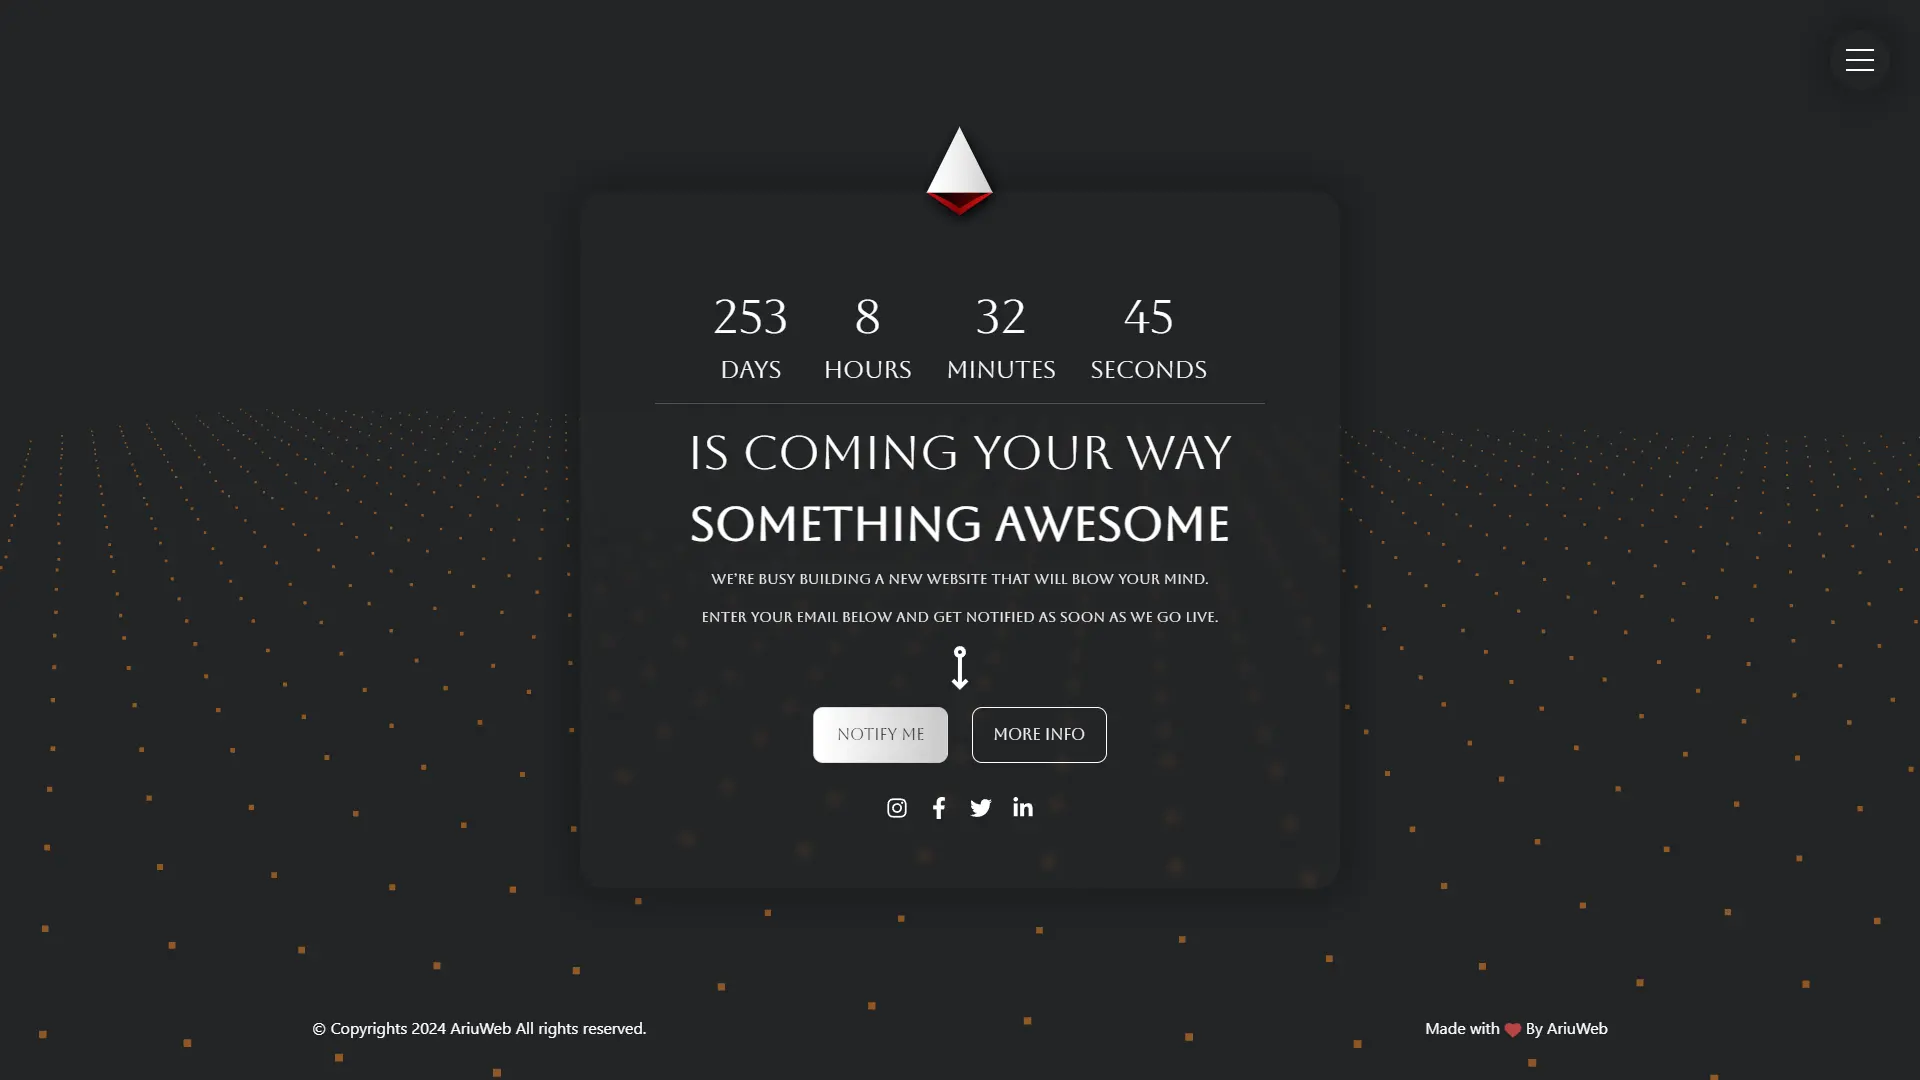 253 8 32 45
DAYS HOURS MINUTES SECONDS
IS COMING YOUR WAY
SOMETHING AWESOME
WE'RE BUSY BUILDING A NEW WEBSITE THAT WILL BLOW YOUR MIND.
ENTER YOUR EMAIL BELOW AND GET NOTIFIED AS SOON AS WE GO LIVE.
NOTIFY ME MORE INFO
© Copyrights 2024 AriuWeb All rights reserved. Made with ❤ By AriuWeb